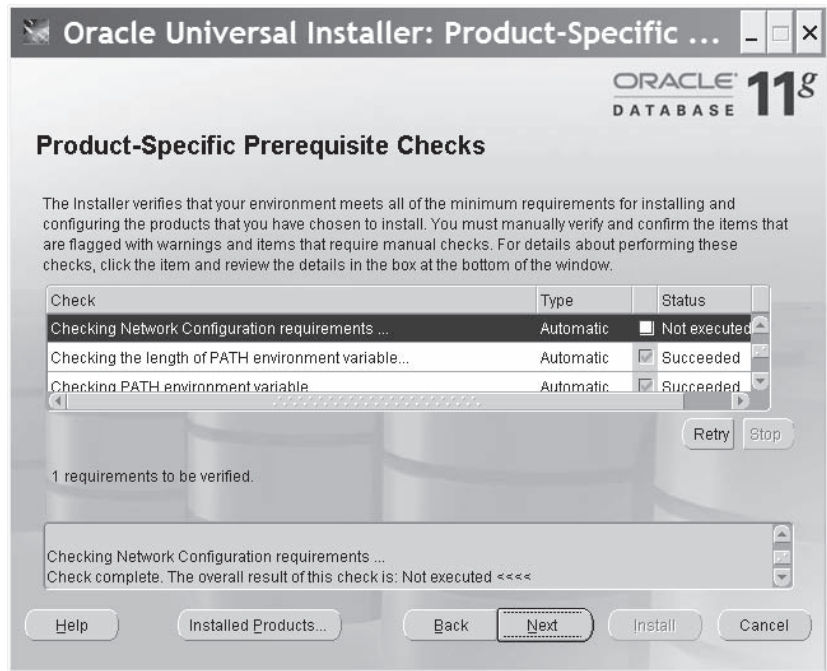 Oracle Universal Installer: Product-Specific ...
ORACLE
DATABASE
11g
Product-Specific Prerequisite Checks
The Installer verifies that your environment meets all of the minimum requirements for installing and
configuring the products that you have chosen to install. You must manually verify and confirm the items that
are flagged with warnings and items that require manual checks. For details about performing these
checks, click the item and review the details in the box at the bottom of the window.
Check Type Status
Checking Network Configuration requirements ... Automatic Not executed
Checking the length of PATH environment variable... Automatic Succeeded
Checking PATH environment variable Automatic Succeeded
Retry Stop
1 requirements to be verified.
Checking Network Configuration requirements ...
Check complete. The overall result of this check is: Not executed <<<<
Help Installed Products... Back Next Install Cancel